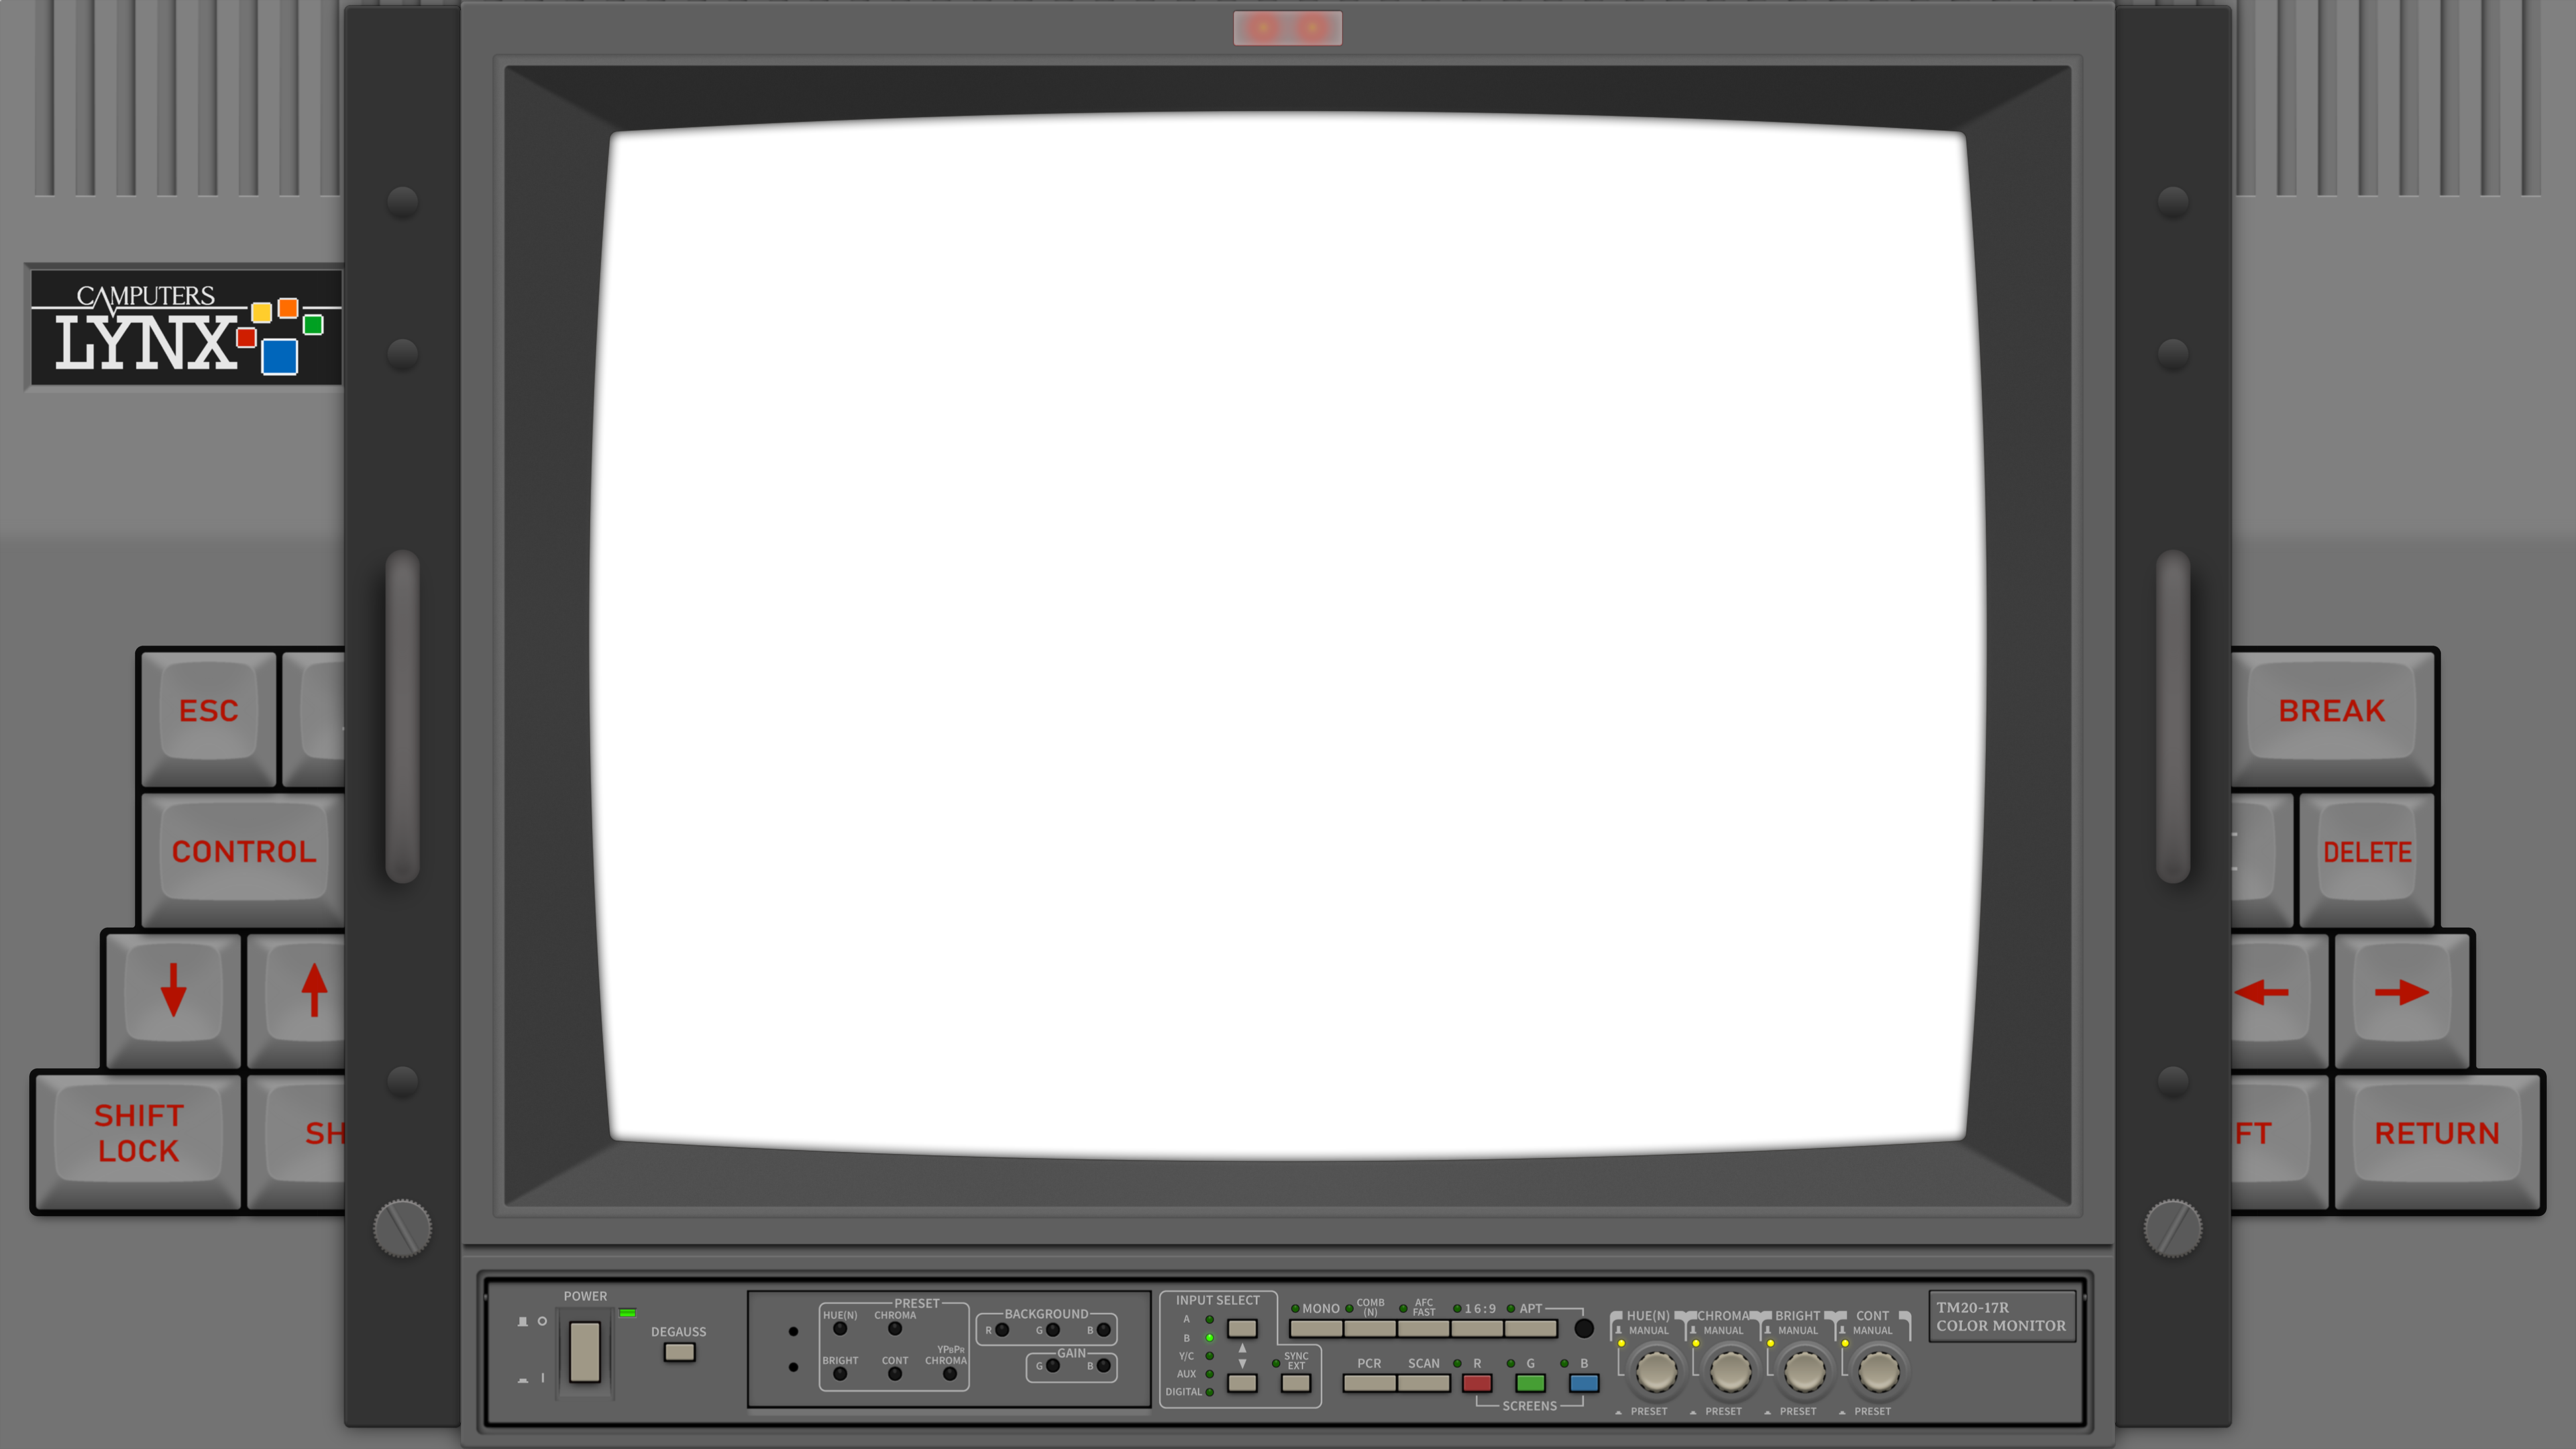 CAMPUTERS
LYNX
ESC
CONTROL
SHIFT
LOCK
SH
BREAK
DELETE
FT
RETURN
POWER
DEGAUSS
PRESET
HUE(N)
CHROMA
BRIGHT
CONT
YPBPR
CHROMA
BACKGROUND
R
G
B
GAIN
G
B
INPUT SELECT
A
B
Y/C
AUX
DIGITAL
SYNC
EXT
MONO
COMB
(N)
AFC
FAST
16:9
APT
PCR
SCAN
R
G
B
SCREENS
HUE(N)
MANUAL
PRESET
CHROMA
MANUAL
PRESET
BRIGHT
MANUAL
PRESET
CONT
MANUAL
PRESET
TM20-17R
COLOR MONITOR